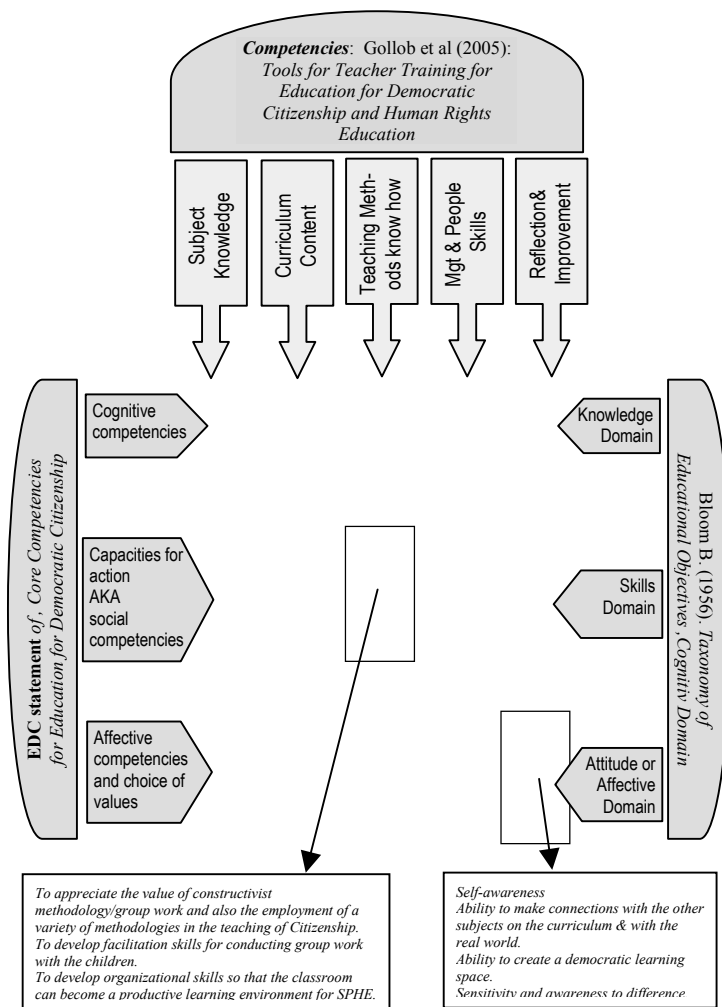 Competencies: Gollob et al (2005):
Tools for Teacher Training for
Education for Democratic
Citizenship and Human Rights
Education
Subject
Knowledge
Curriculum
Content
Teaching Meth-
ods know how
Mgt & People
Skills
Reflection&
Improvement
EDC statement of , Core Competencies
for Education for Democratic Citizenship
Cognitive
competencies
Capacities for
action
AKA
social
competencies
Affective
competencies
and choice of
values
Knowledge
Domain
Skills
Domain
Attitude or
Affective
Domain
Bloom B. (1956). Taxonomy of
Educational Objectives ,Cognitiv Domain
To appreciate the value of constructivist
methodology/group work and also the employment of a
variety of methodologies in the teaching of Citizenship.
To develop facilitation skills for conducting group work
with the children.
To develop organizational skills so that the classroom
can become a productive learning environment for SPHE.
Self-awareness
Ability to make connections with the other
subjects on the curriculum & with the
real world.
Ability to create a democratic learning
space.
Sensitivity and awareness to difference